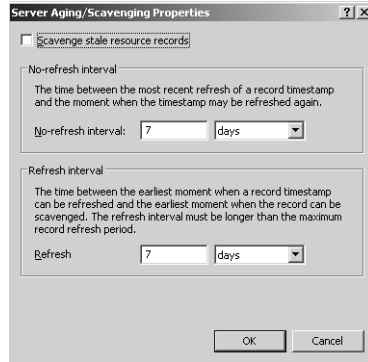 Server Aging/Scavenging Properties
Scavenge stale resource records
No-refresh interval
The time between the most recent refresh of a record timestamp
and the moment when the timestamp may be refreshed again.
No-refresh interval: 7 days
Refresh interval
The time between the earliest moment when a record timestamp
can be refreshed and the earliest moment when the record can be
scavenged. The refresh interval must be longer than the maximum
record refresh period.
Refresh 7 days
OK Cancel